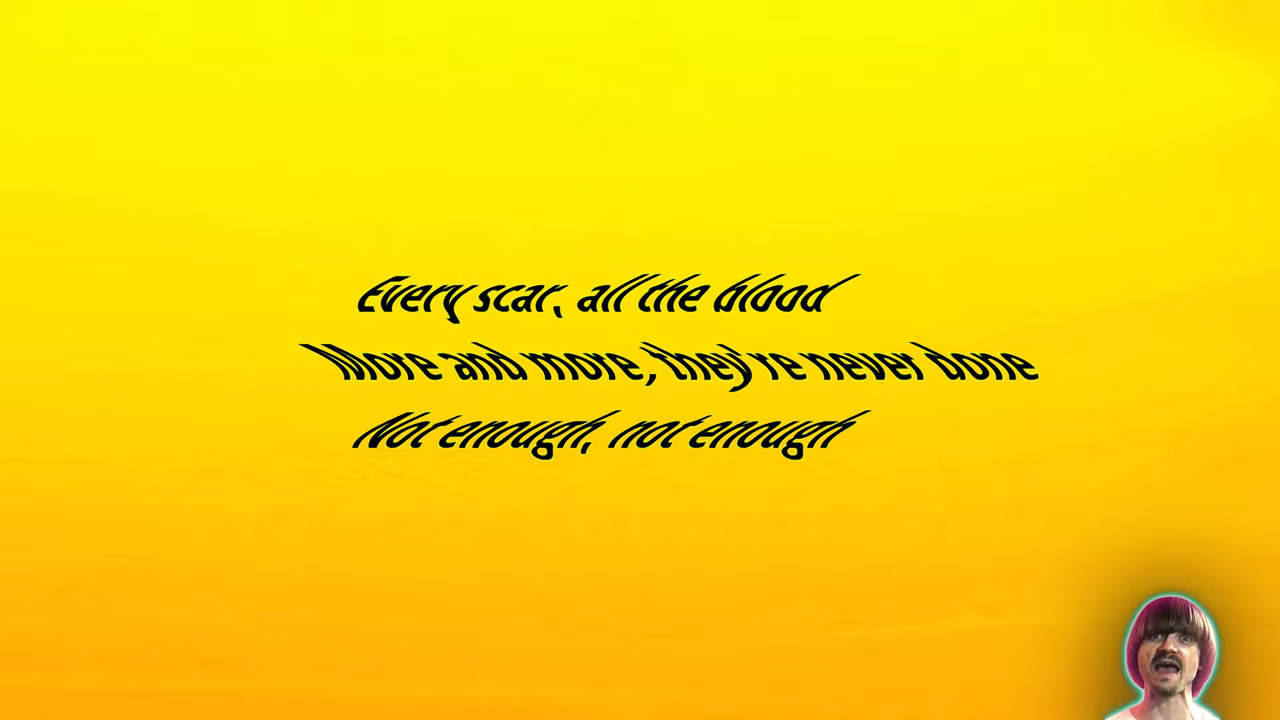 Every scar, all the blood
More and more, they're never done
Not enough, not enough